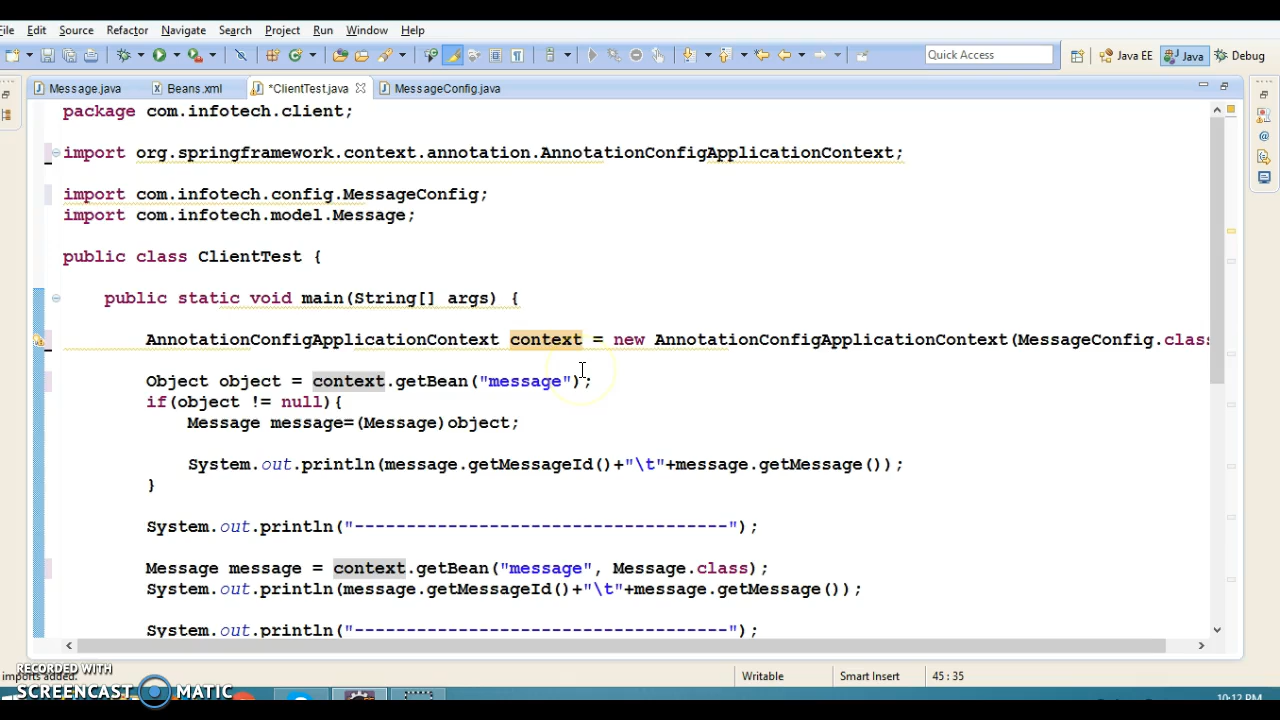 File Edit Source Refactor Navigate Search Project Run Window Help
Quick Access Java EE Java Debug
Message.java Beans.xml *ClientTest.java MessageConfig.java
package com.infotech.client;
import org.springframework.context.annotation.AnnotationConfigApplicationContext;
import com.infotech.config.MessageConfig;
import com.infotech.model.Message;
public class ClientTest {
public static void main(String[] args) {
AnnotationConfigApplicationContext context = new AnnotationConfigApplicationContext(MessageConfig.class
Object object = context.getBean("message");
if(object != null){
Message message=(Message)object;
System.out.println(message.getMessageId()+"\t"+message.getMessage());
}
System.out.println("------------------------------------");
Message message = context.getBean("message", Message.class);
System.out.println(message.getMessageId()+"\t"+message.getMessage());
System.out.println("------------------------------------");
imports added. Writable Smart Insert 45 : 35
RECORDED WITH
SCREENCAST MATIC
10:12 PM